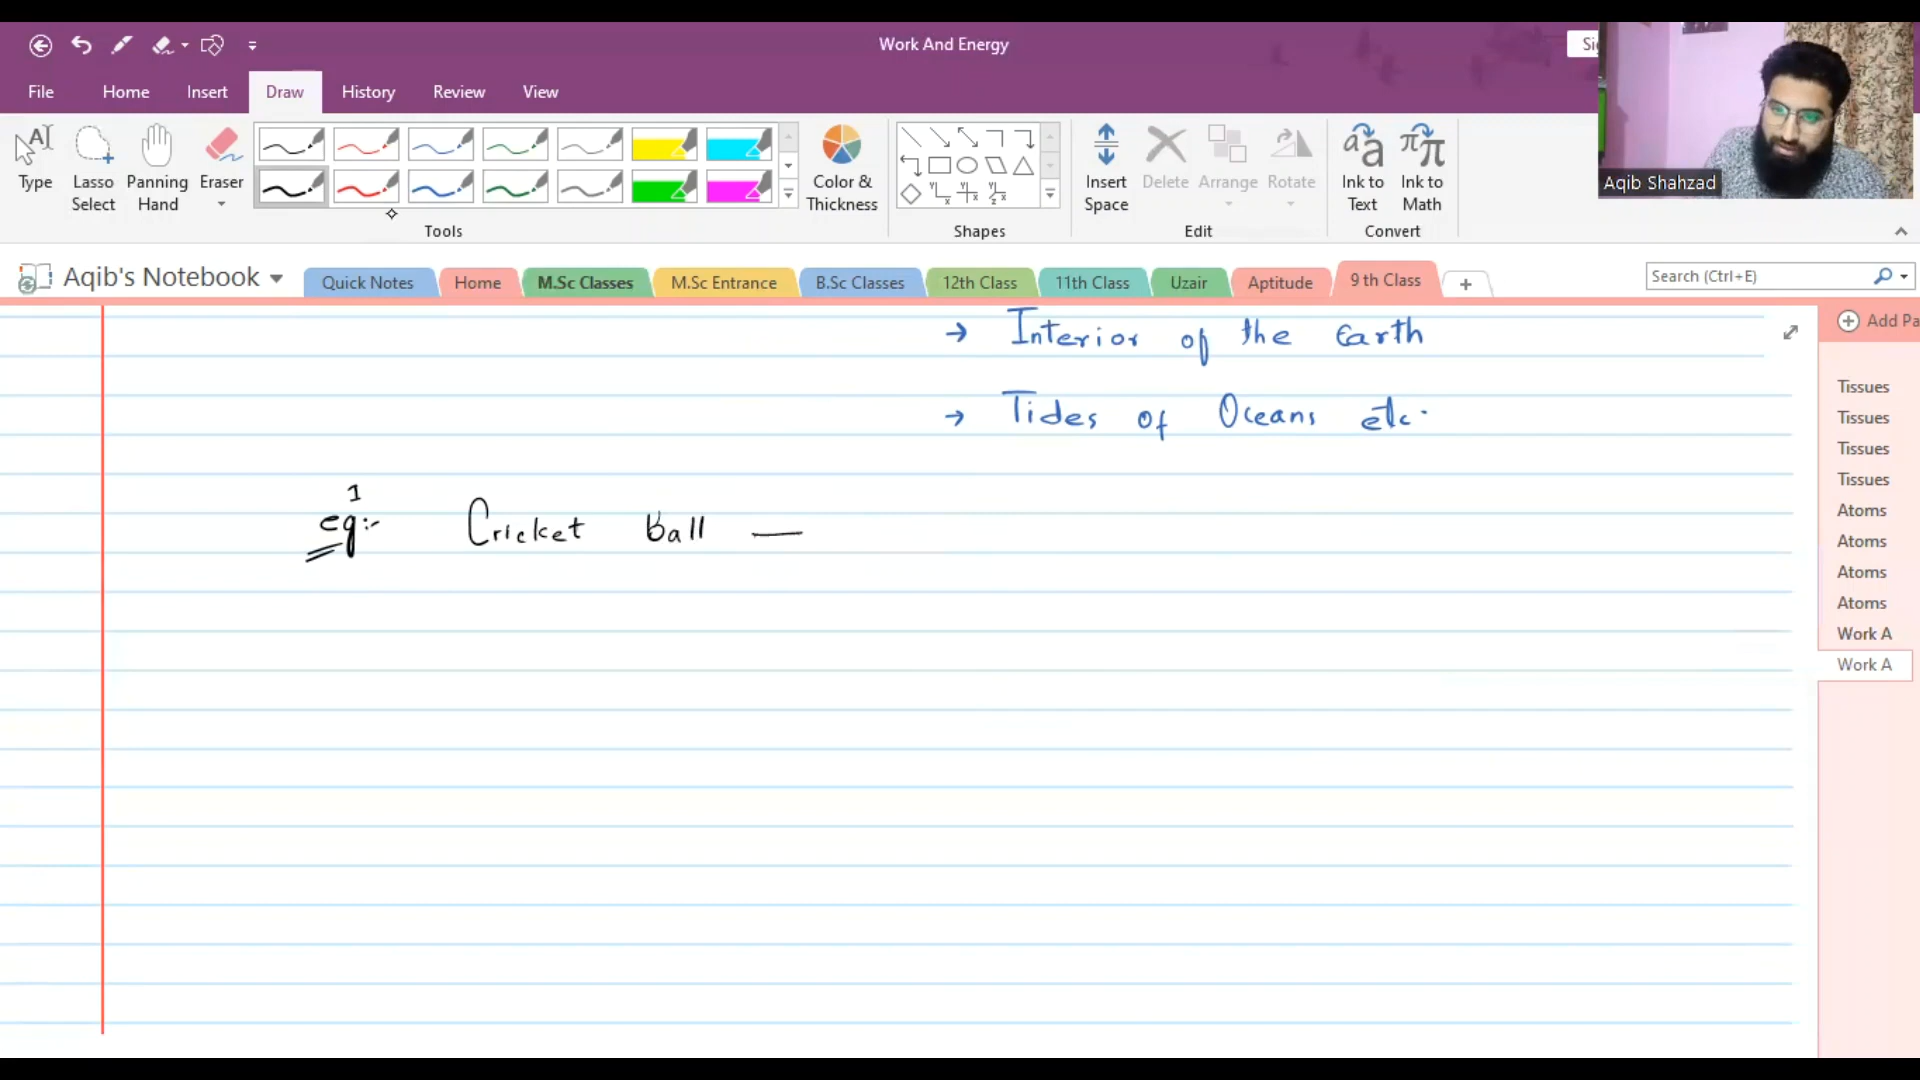 Work And Energy
Si
File Home Insert Draw History Review View
Type
Lasso Select
Panning Hand
Eraser
Color & Thickness
Insert Space
Delete
Arrange
Rotate
Ink to Text
Ink to Math
Aqib Shahzad
Tools
Shapes
Edit
Convert
Aqib's Notebook
Quick Notes Home M.Sc Classes M.Sc Entrance B.Sc Classes 12th Class 11th Class Uzair Aptitude 9 th Class +
Search (Ctrl+E)
Add Pa
→ Interior of the Earth
→ Tides of Oceans etc.
eg:- 1 Cricket Ball —
Tissues
Tissues
Tissues
Tissues
Atoms
Atoms
Atoms
Atoms
Work A
Work A